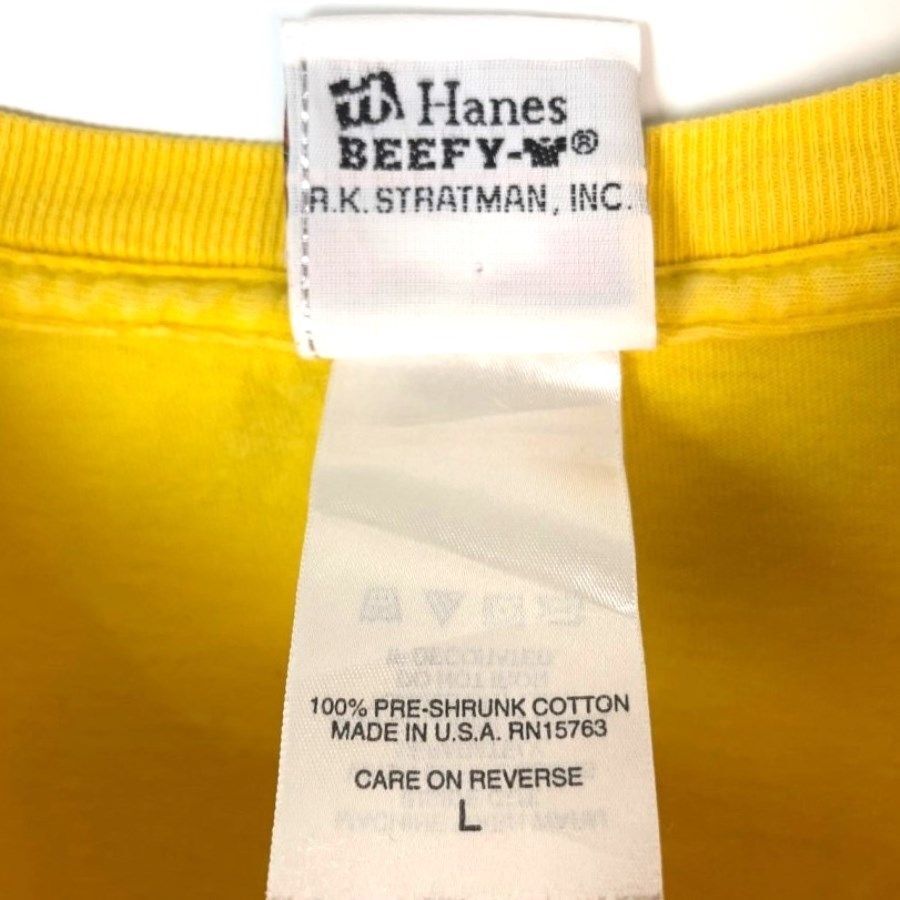 Hanes
BEEFY-T®
R.K. STRATMAN, INC.
100% PRE-SHRUNK COTTON
MADE IN U.S.A. RN15763
CARE ON REVERSE
L